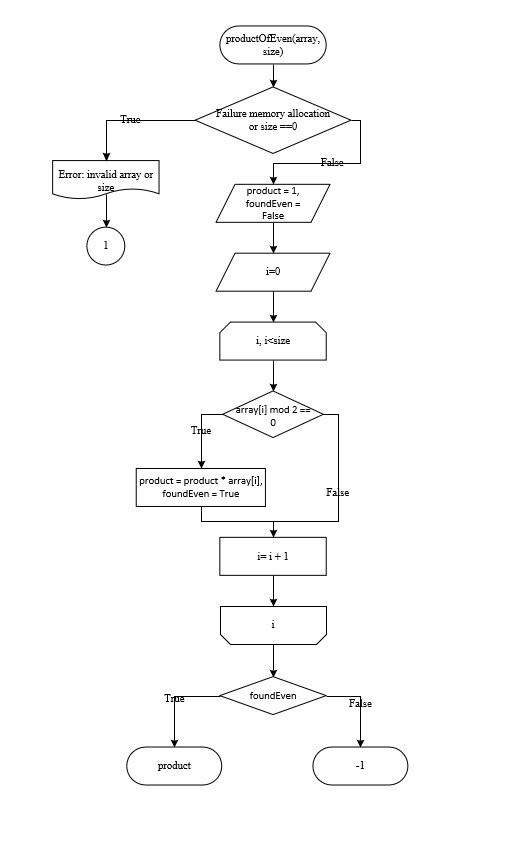 productOfEven(array,
size)
Failure memory allocation
or size ==0
True
False
Error: invalid array or
size
product = 1,
foundEven =
False
1
i=0
i, i<size
array[i] mod 2 ==
0
True
product = product * array[i],
foundEven = True
False
i= i + 1
i
foundEven
True
False
product
-1